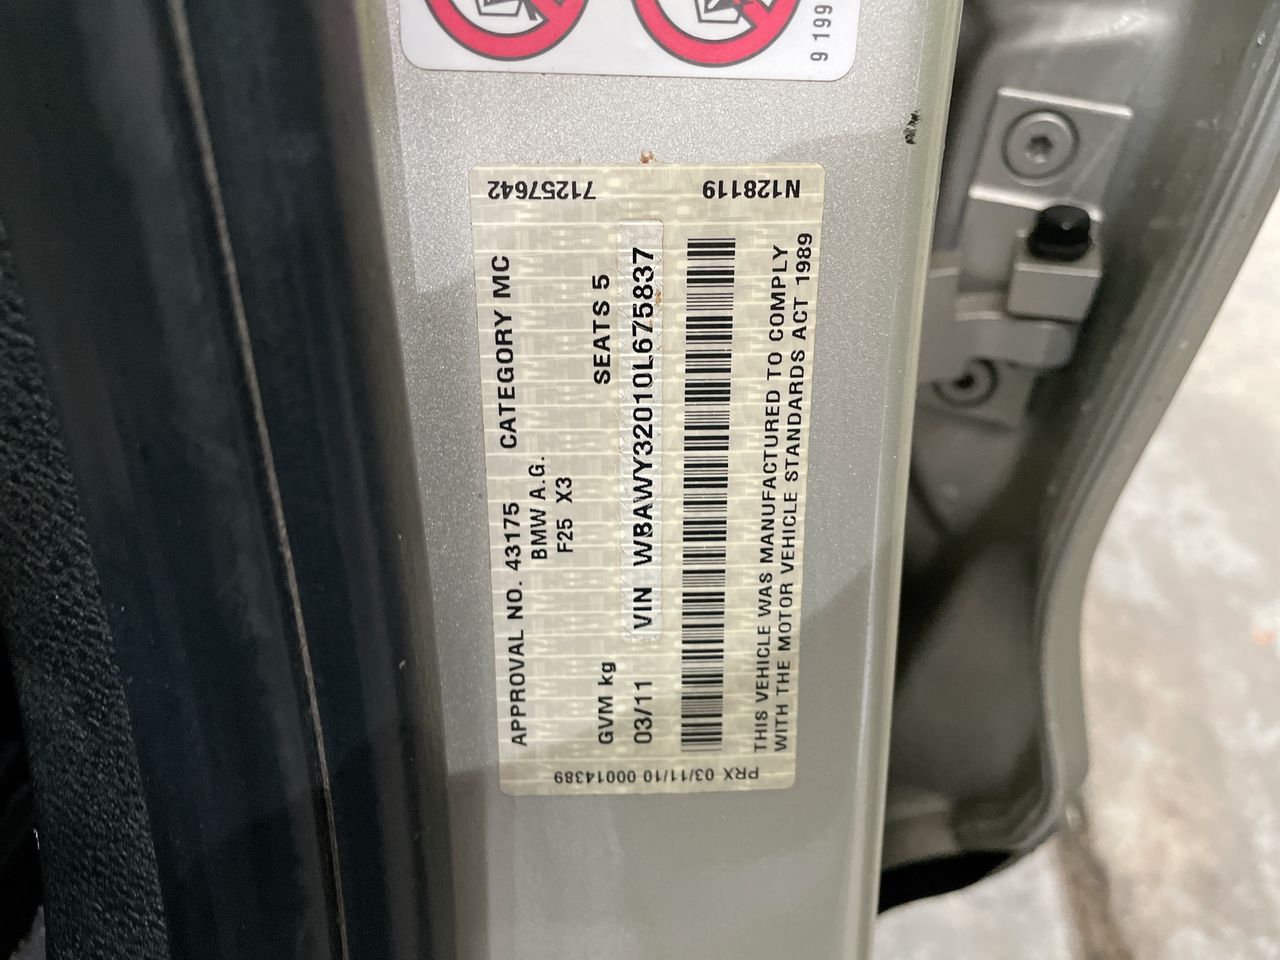 9 199
71257642
N128119
APPROVAL NO. 43175 CATEGORY MC
BMW A.G.
F25 X3
GVM kg SEATS 5
03/11 VIN WBAWY32010L675837
THIS VEHICLE WAS MANUFACTURED TO COMPLY
WITH THE MOTOR VEHICLE STANDARDS ACT 1989
PRX 03/11/10 00014389